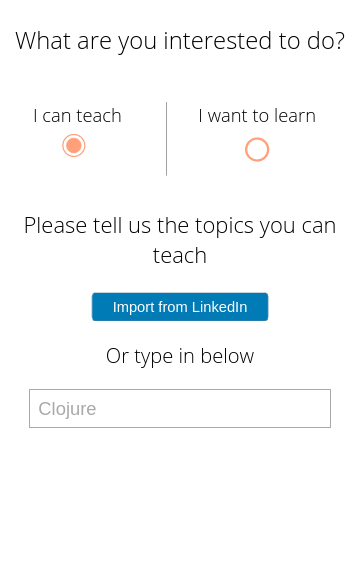 What are you interested to do?
I can teach
I want to learn
Please tell us the topics you can
teach
Import from LinkedIn
Or type in below
Clojure